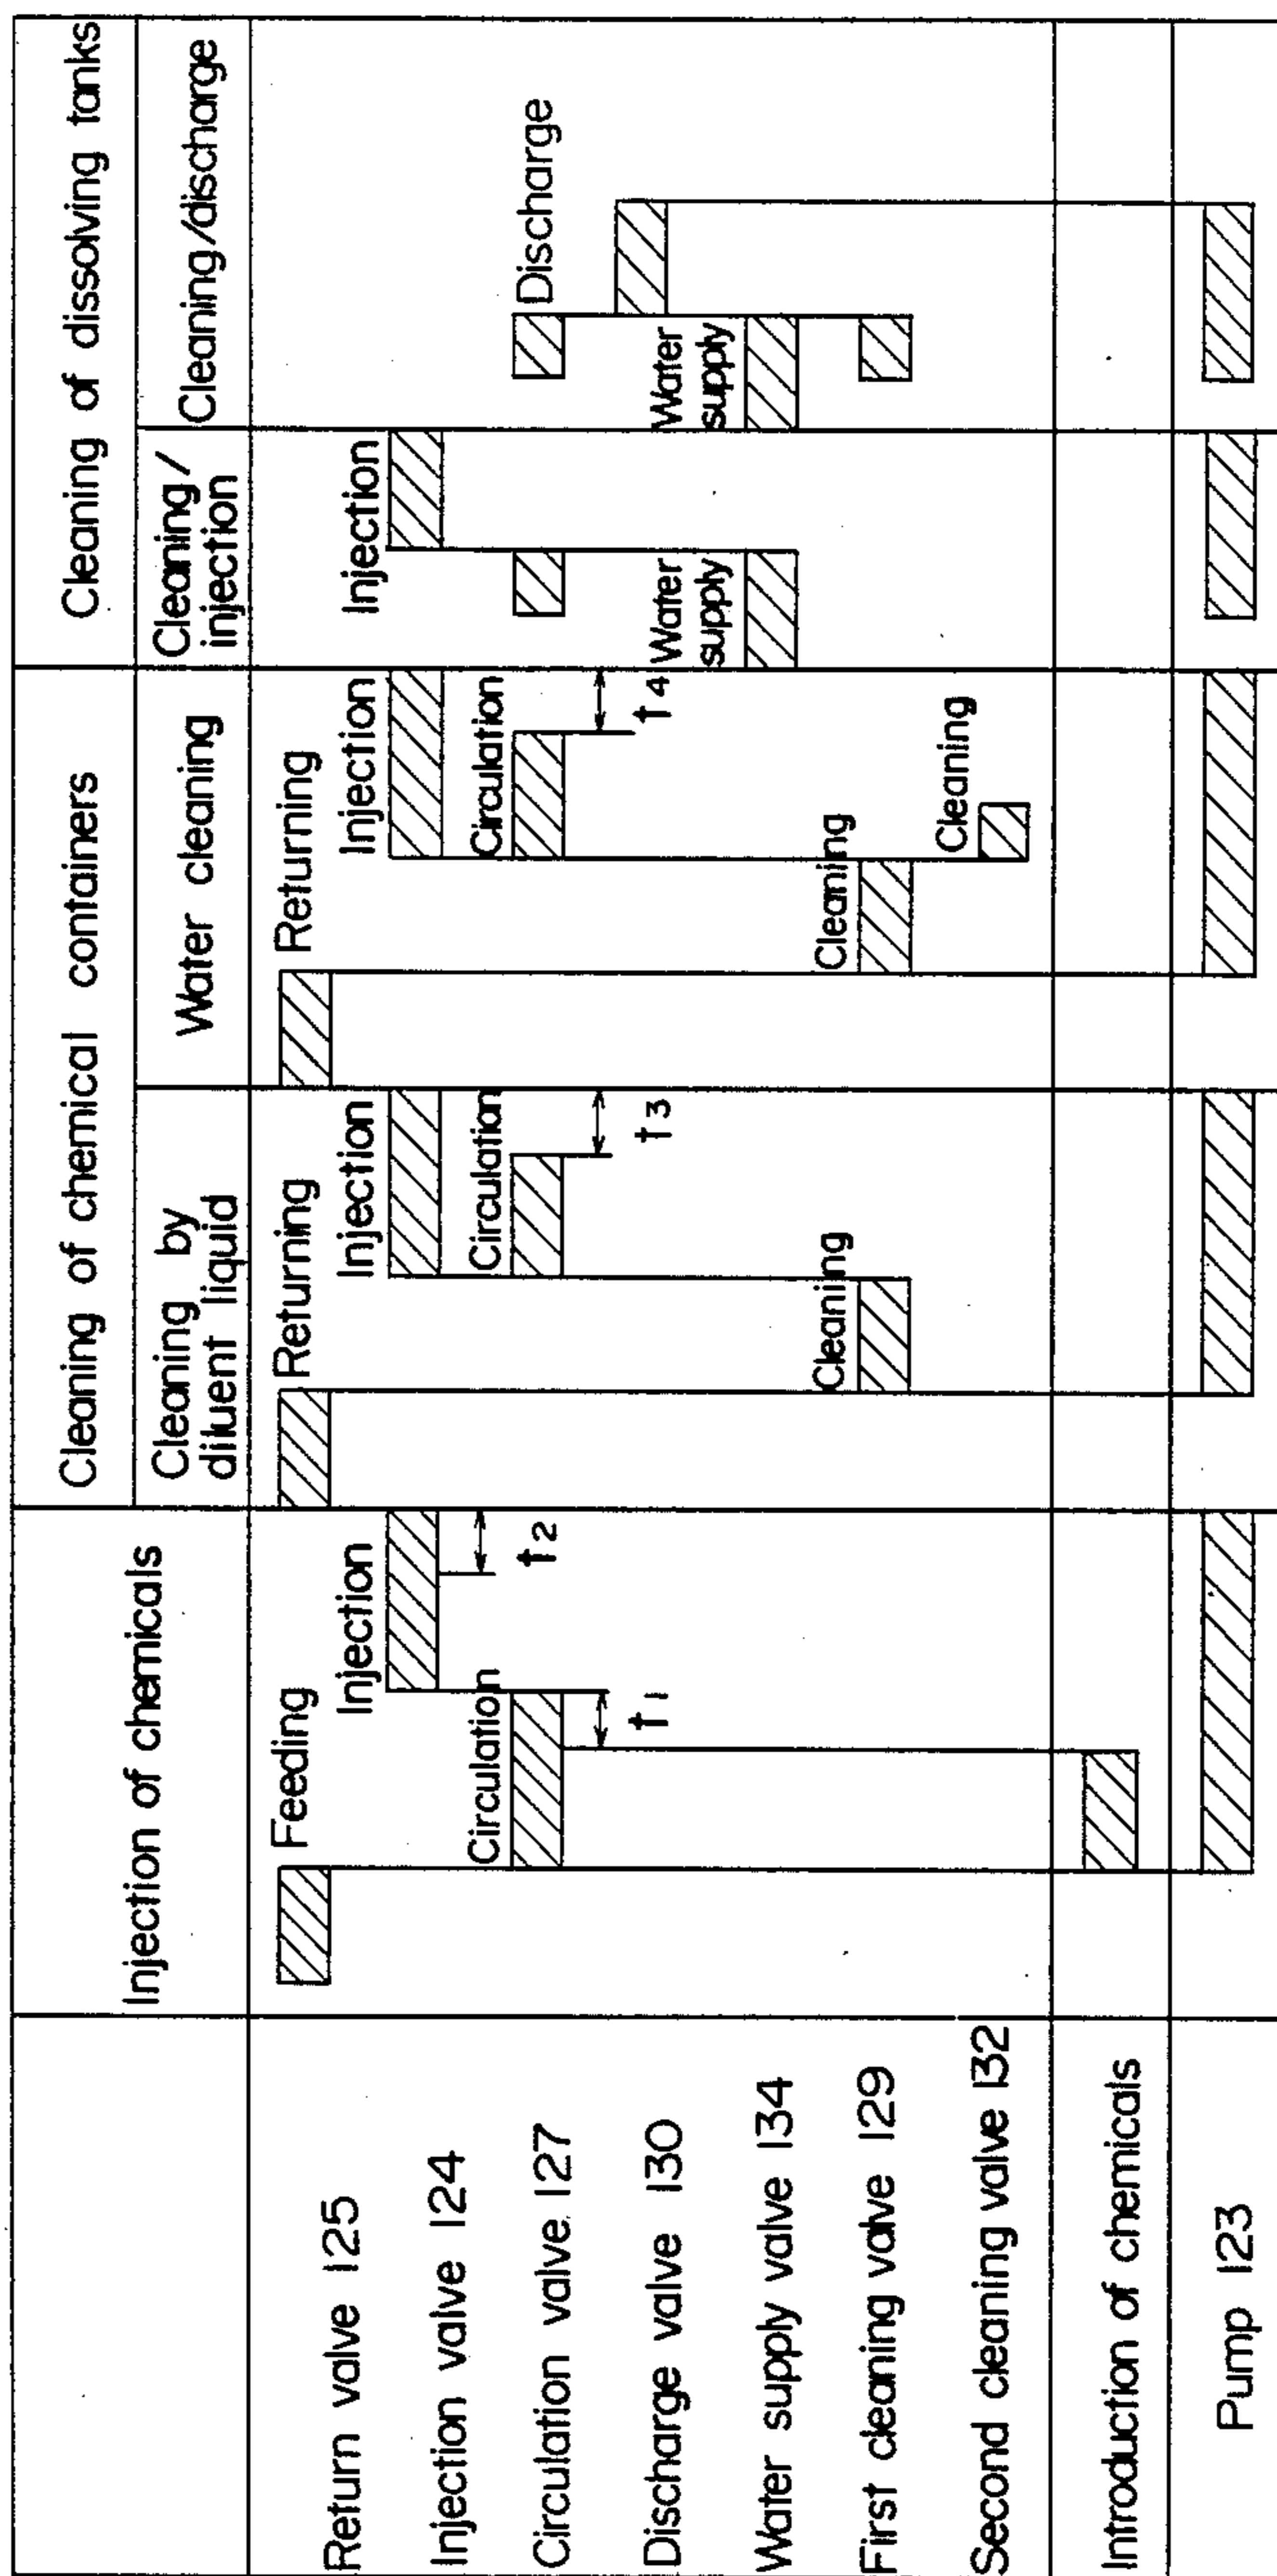 Injection of chemicals
Cleaning of chemical containers
Cleaning of dissolving tanks
Cleaning by
diluent liquid
Water cleaning
Cleaning/
injection
Cleaning/discharge
Return valve 125
Feeding
Returning
Returning
Injection valve 124
Injection
Injection
Injection
Injection
Circulation valve 127
Circulation
t2
Circulation
Circulation
Discharge
Discharge valve 130
t1
t3
t4
Water supply valve 134
Water
supply
Water
supply
First cleaning valve 129
Cleaning
Cleaning
Second cleaning valve 132
Cleaning
Introduction of chemicals
Pump 123